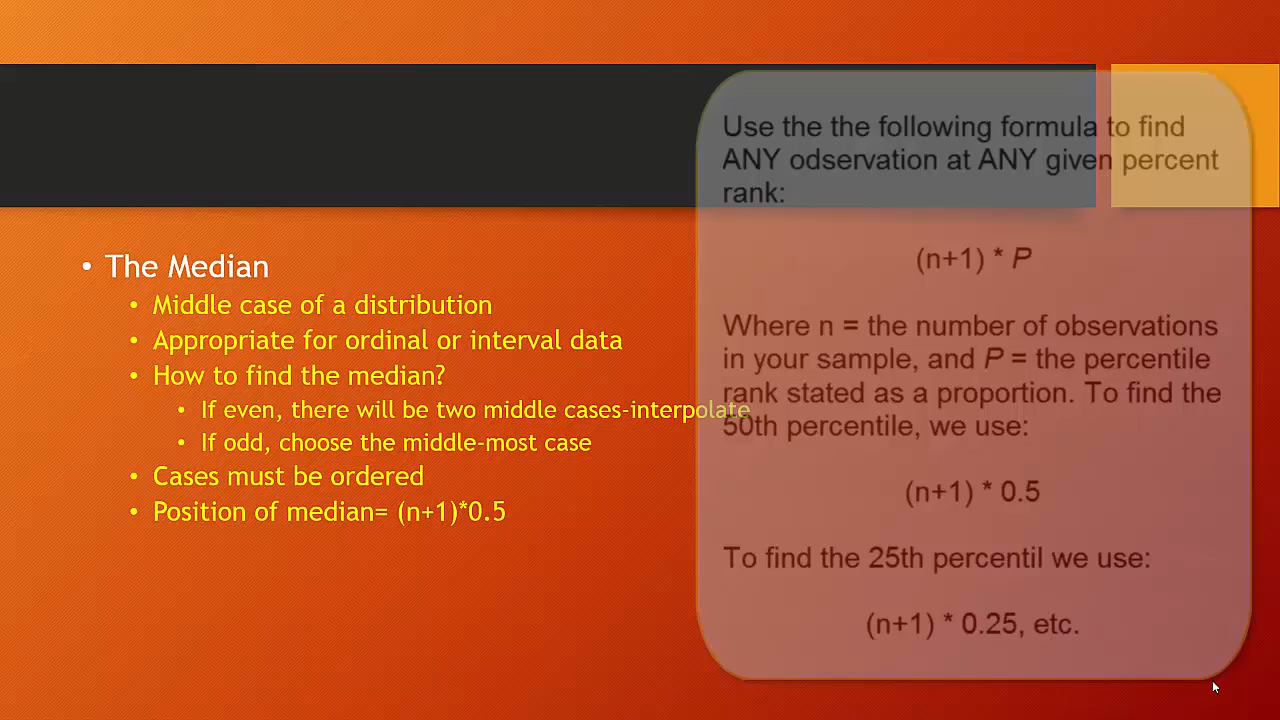 • The Median
• Middle case of a distribution
• Appropriate for ordinal or interval data
• How to find the median?
• If even, there will be two middle cases-interpolate
• If odd, choose the middle-most case
• Cases must be ordered
• Position of median= (n+1)*0.5
Use the the following formula to find
ANY odservation at ANY given percent
rank:
(n+1) * P
Where n = the number of observations
in your sample, and P = the percentile
rank stated as a proportion. To find the
50th percentile, we use:
(n+1) * 0.5
To find the 25th percentil we use:
(n+1) * 0.25, etc.